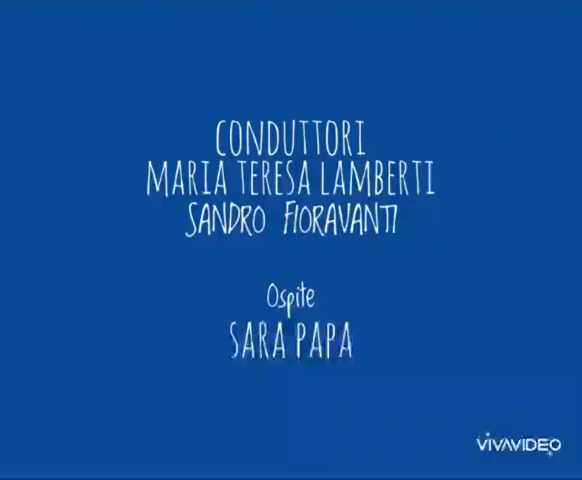 CONDUTTORI
MARIA TERESA LAMBERTI
SANDRO FIORAVANTI
Ospite
SARA PAPA
VIVAVIDEO